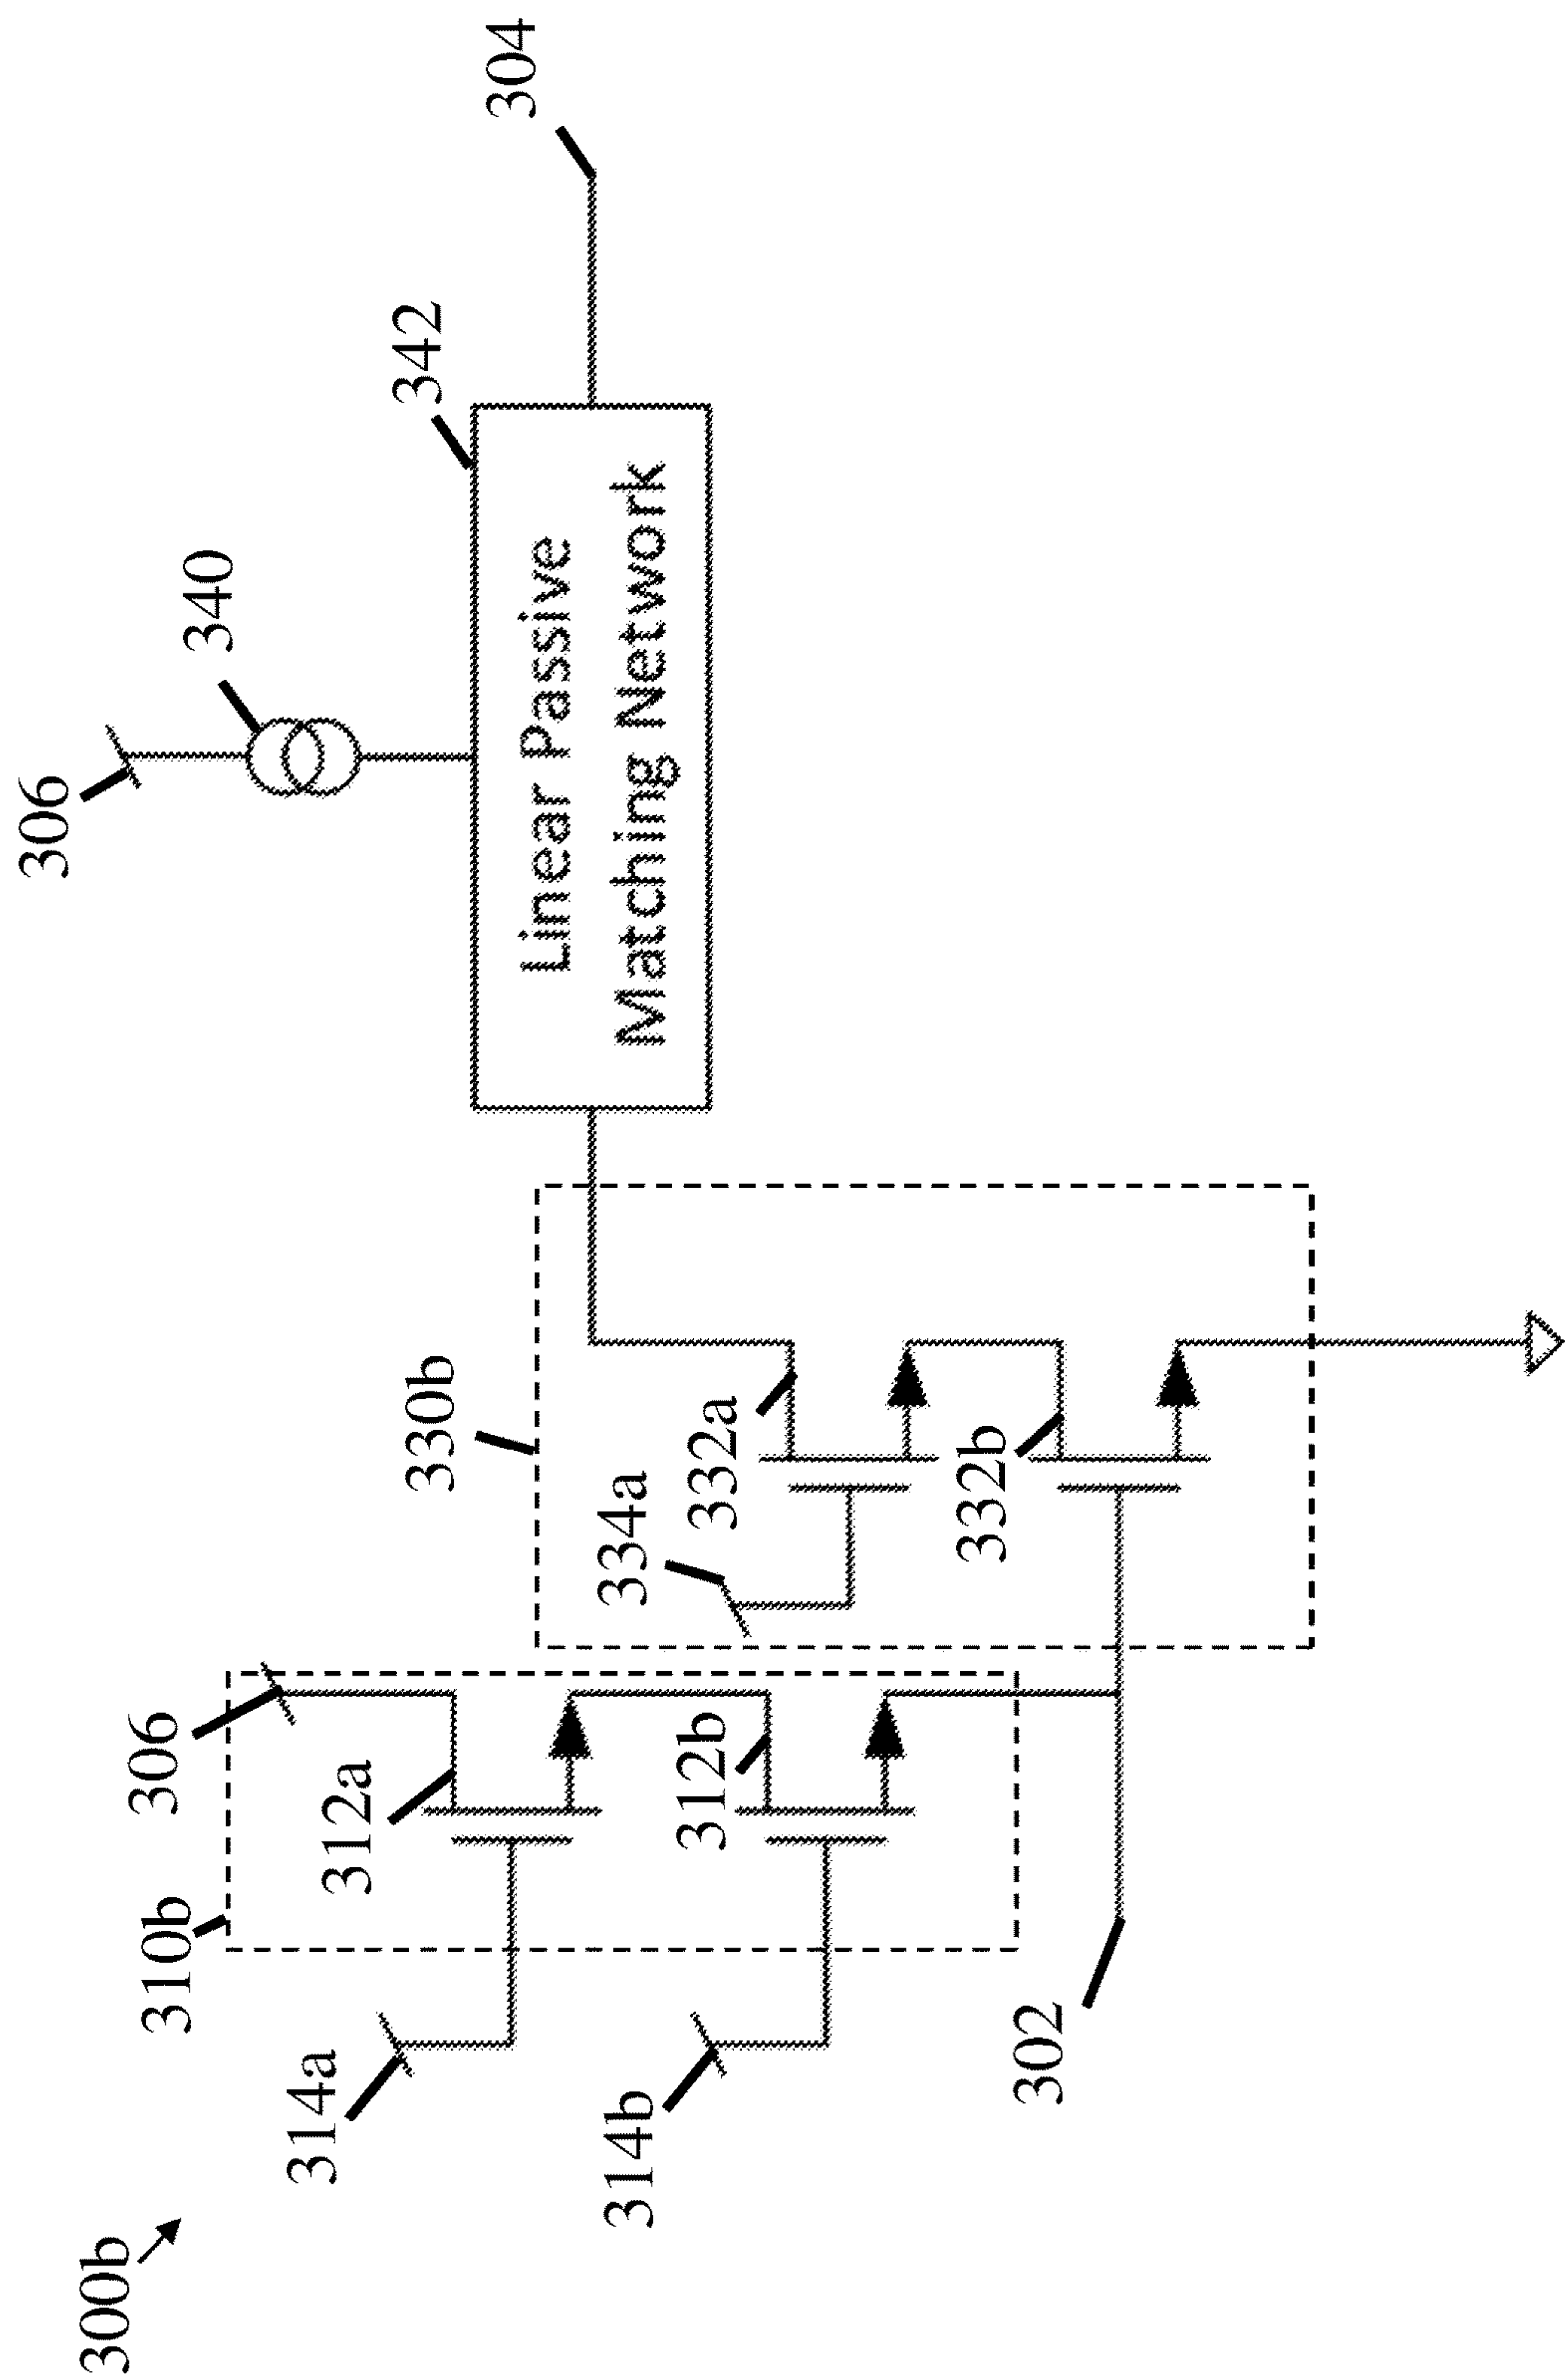 300b
310b
306
314a
312a
314b
312b
302
330b
334a
332a
332b
306
340
342
Linear Passive
Matching Network
304